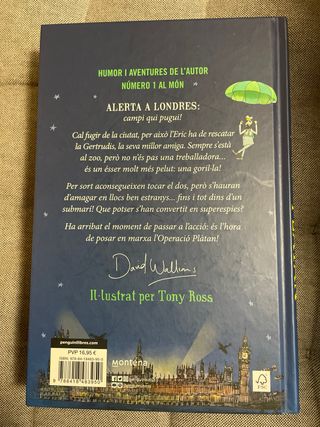 HUMOR I AVENTURES DE L'AUTOR
NÚMERO 1 AL MÓN
ALERTA A LONDRES:
campi qui pugui!
Cal fugir de la ciutat, per això l'Eric ha de rescatar
la Gertrudis, la seva millor amiga. Sempre s'està
al zoo, però no n'és pas una treballadora...
és un ésser molt més pelut: una goril·la!
Per sort aconsegueixen tocar el dos, però s'hauran
d'amagar en llocs ben estranys... fins i tot dins d'un
submarí! Que potser s'han convertit en superespies?
Ha arribat el moment de passar a l'acció: és l'hora
de posar en marxa l'Operació Plàtan!
David Walliams
Il·lustrat per Tony Ross
penguinlibros.com
PVP 16,95 €
montena
FSC